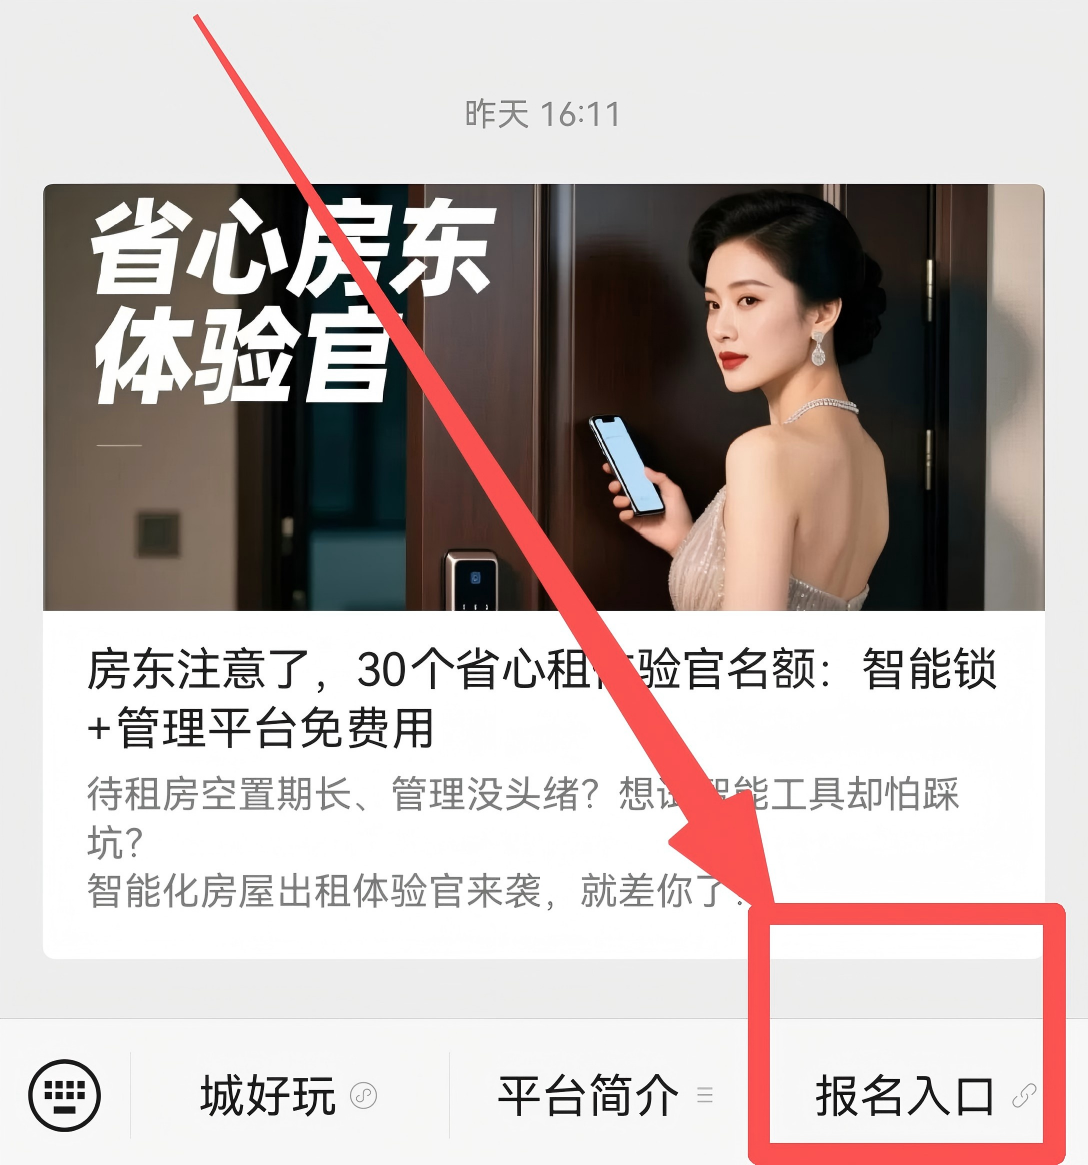 昨天 16:11
省心房东
体验官
房东注意了，30个省心租体验官名额：智能锁
+管理平台免费用
待租房空置期长、管理没头绪？想试智能工具却怕踩
坑？
智能化房屋出租体验官来袭，就差你了
城好玩
平台简介
报名入口